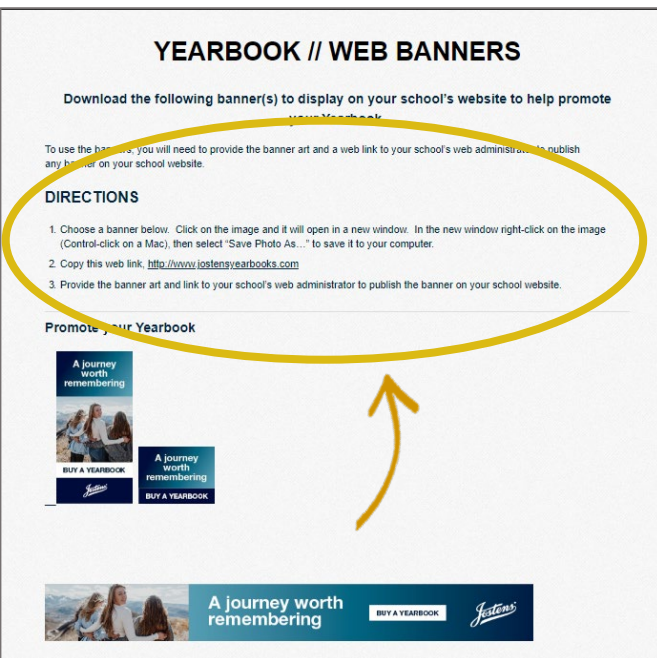 YEARBOOK // WEB BANNERS
Download the following banner(s) to display on your school's website to help promote
your Yearbook
To use the banners, you will need to provide the banner art and a web link to your school's web administrator to publish
any banner on your school website.
DIRECTIONS
1. Choose a banner below. Click on the image and it will open in a new window. In the new window right-click on the image
(Control-click on a Mac), then select “Save Photo As...” to save it to your computer.
2. Copy this web link, http://www.jostensyearbooks.com
3. Provide the banner art and link to your school's web administrator to publish the banner on your school website.
Promote your Yearbook
A journey
worth
remembering
BUY A YEARBOOK
Jostens
A journey
worth
remembering
BUY A YEARBOOK
A journey worth
remembering
BUY A YEARBOOK
Jostens